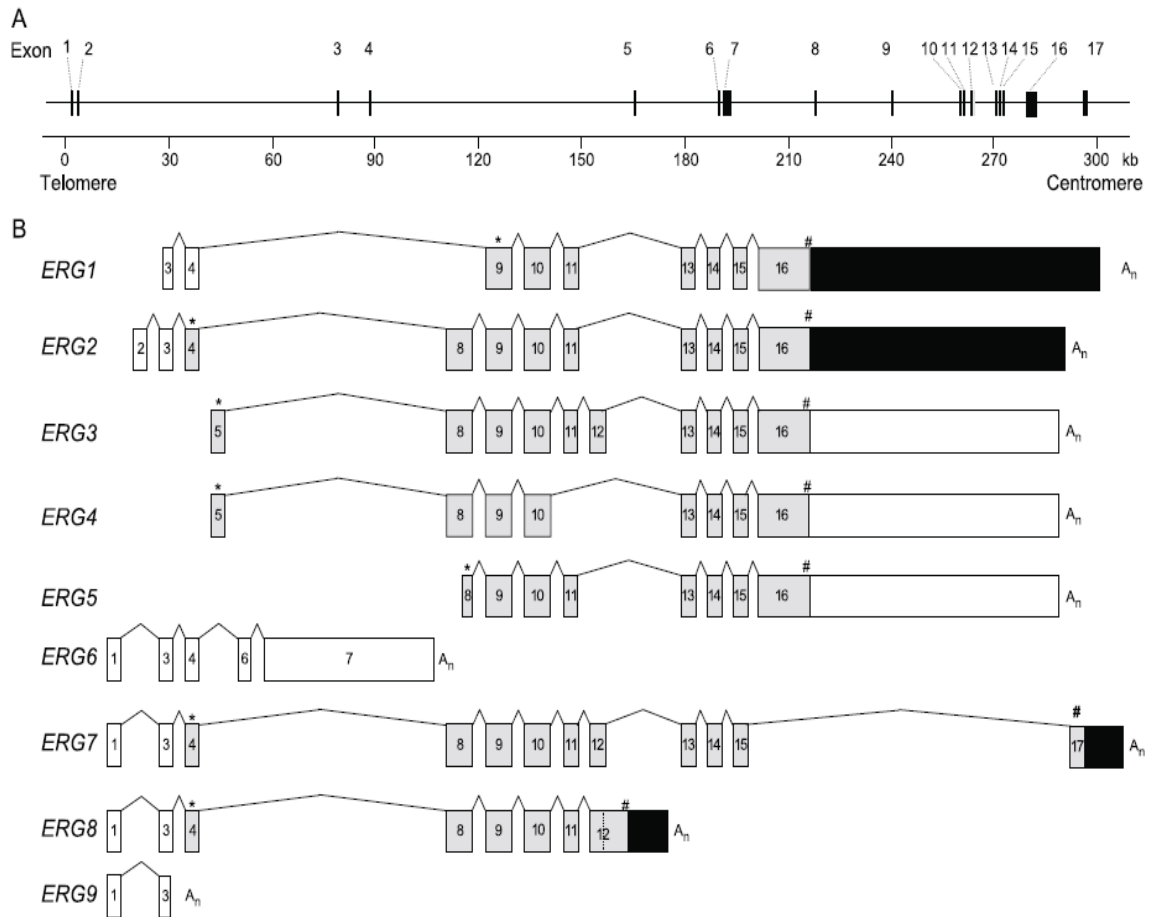 A
Exon 1 2 3 4 5 6 7 8 9 10 11 12 13 14 15 16 17
0 30 60 90 120 150 180 210 240 270 300 kb
Telomere Centromere
B
* #
ERG1 3 4 9 10 11 13 14 15 16 An
* #
ERG2 2 3 4 8 9 10 11 13 14 15 16 An
* #
ERG3 5 8 9 10 11 12 13 14 15 16 An
* #
ERG4 5 8 9 10 13 14 15 16 An
* #
ERG5 8 9 10 11 13 14 15 16 An
ERG6 1 3 4 6 7 An
* #
ERG7 1 3 4 8 9 10 11 12 13 14 15 17 An
* #
ERG8 1 3 4 8 9 10 11 12 An
ERG9 1 3 An